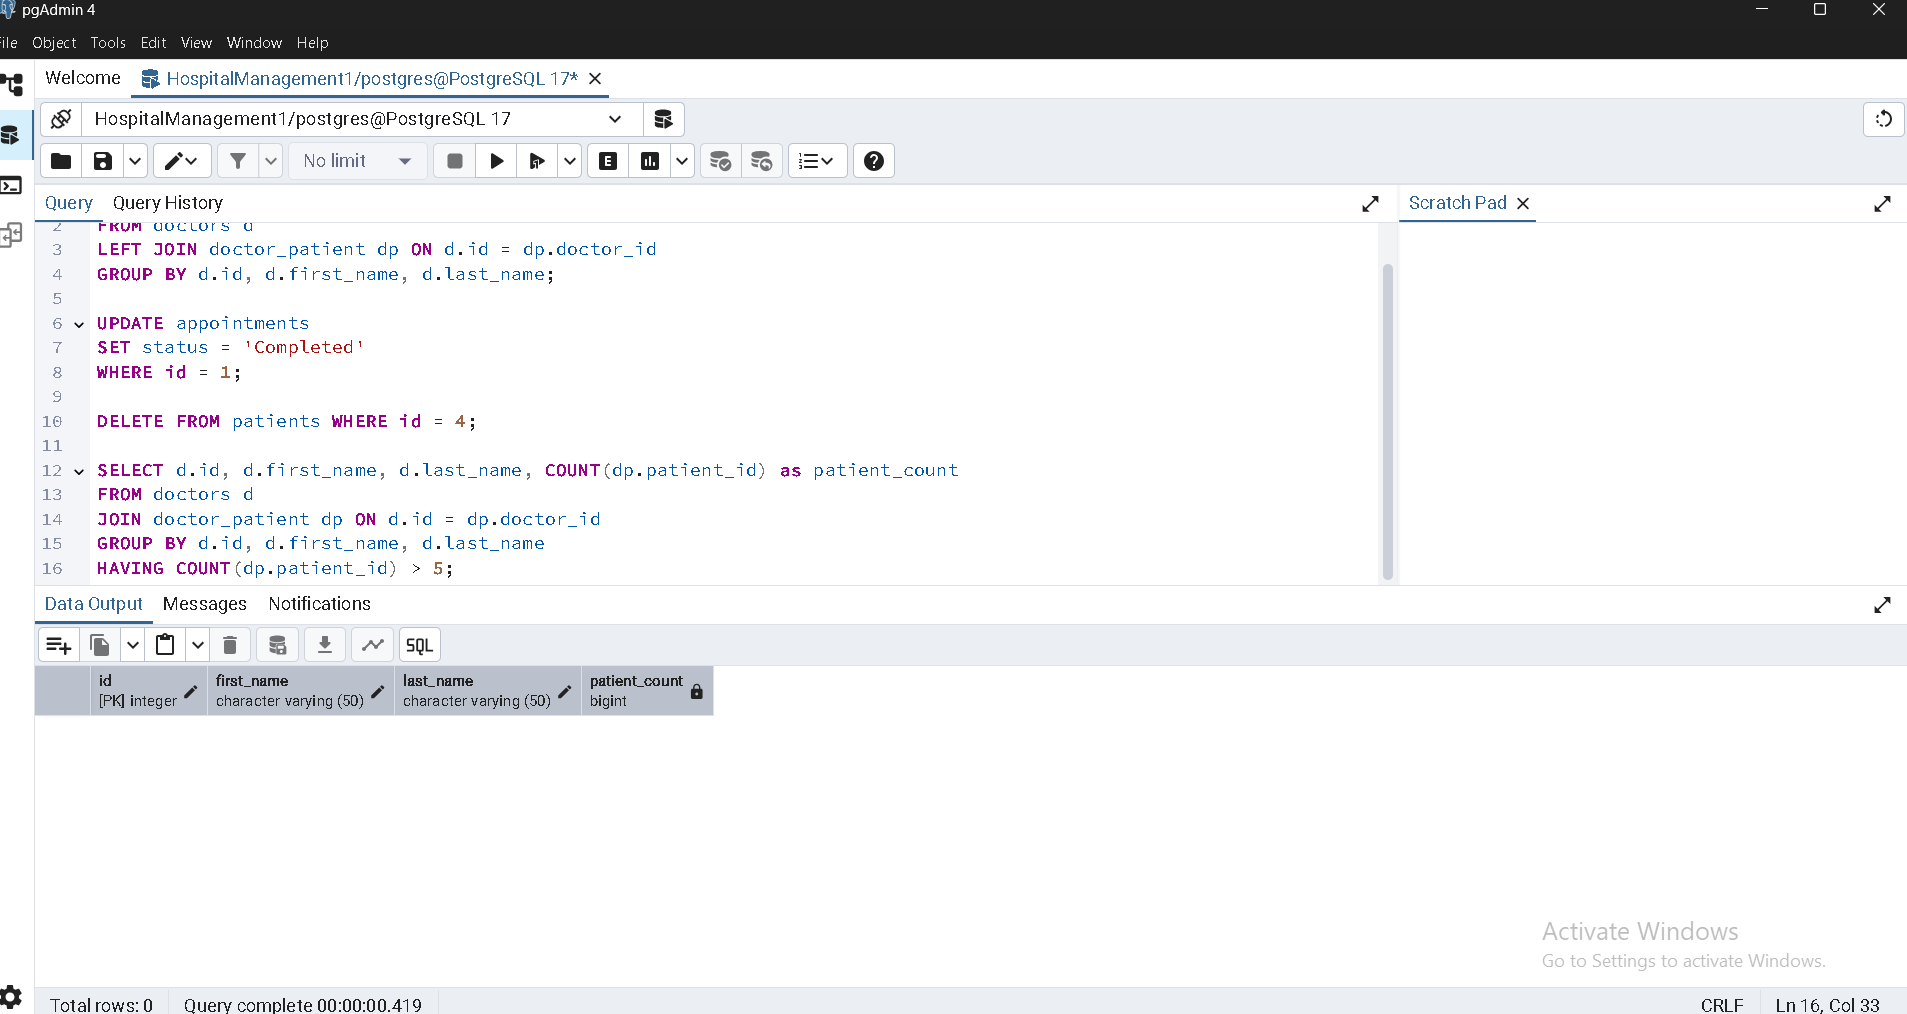 pgAdmin 4
ile Object Tools Edit View Window Help
Welcome HospitalManagement1/postgres@PostgreSQL 17*
HospitalManagement1/postgres@PostgreSQL 17
No limit
Query Query History
Scratch Pad
2 FROM doctors d
3 LEFT JOIN doctor_patient dp ON d.id = dp.doctor_id
4 GROUP BY d.id, d.first_name, d.last_name;
5
6 UPDATE appointments
7 SET status = 'Completed'
8 WHERE id = 1;
9
10 DELETE FROM patients WHERE id = 4;
11
12 SELECT d.id, d.first_name, d.last_name, COUNT(dp.patient_id) as patient_count
13 FROM doctors d
14 JOIN doctor_patient dp ON d.id = dp.doctor_id
15 GROUP BY d.id, d.first_name, d.last_name
16 HAVING COUNT(dp.patient_id) > 5;
Data Output Messages Notifications
SQL
id first_name last_name patient_count
[PK] integer character varying (50) character varying (50) bigint
Activate Windows
Go to Settings to activate Windows.
Total rows: 0 Query complete 00:00:00.419 CRLF Ln 16, Col 33